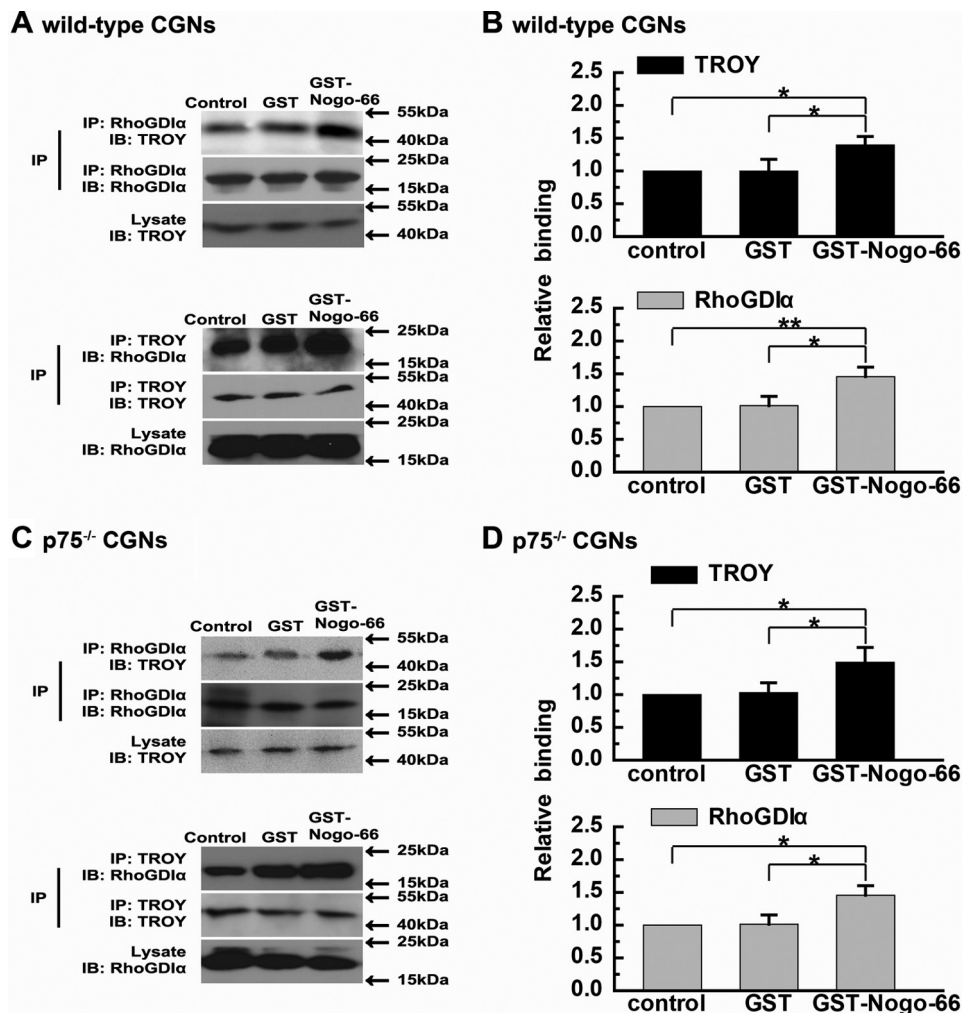 A wild-type CGNs
Control GST GST-
Nogo-66
IP
IP: RhoGDIα
IB: TROY
55kDa
40kDa
IP: RhoGDIα
IB: RhoGDIα
25kDa
15kDa
Lysate
IB: TROY
55kDa
40kDa
Control GST GST-
Nogo-66
IP
IP: TROY
IB: RhoGDIα
25kDa
15kDa
IP: TROY
IB: TROY
55kDa
40kDa
Lysate
IB: RhoGDIα
25kDa
15kDa
B wild-type CGNs
Relative binding
TROY
2.5
2.0
1.5
1.0
0.5
0.0
*
*
control GST GST-Nogo-66
RhoGDIα
2.5
2.0
1.5
1.0
0.5
0.0
**
*
control GST GST-Nogo-66
C p75-/- CGNs
Control GST GST-
Nogo-66
IP
IP: RhoGDIα
IB: TROY
55kDa
40kDa
IP: RhoGDIα
IB: RhoGDIα
25kDa
15kDa
Lysate
IB: TROY
55kDa
40kDa
Control GST GST-
Nogo-66
IP
IP: TROY
IB: RhoGDIα
25kDa
15kDa
IP: TROY
IB: TROY
55kDa
40kDa
Lysate
IB: RhoGDIα
25kDa
15kDa
D p75-/- CGNs
Relative binding
TROY
2.5
2.0
1.5
1.0
0.5
0.0
*
*
control GST GST-Nogo-66
RhoGDIα
2.5
2.0
1.5
1.0
0.5
0.0
*
*
control GST GST-Nogo-66